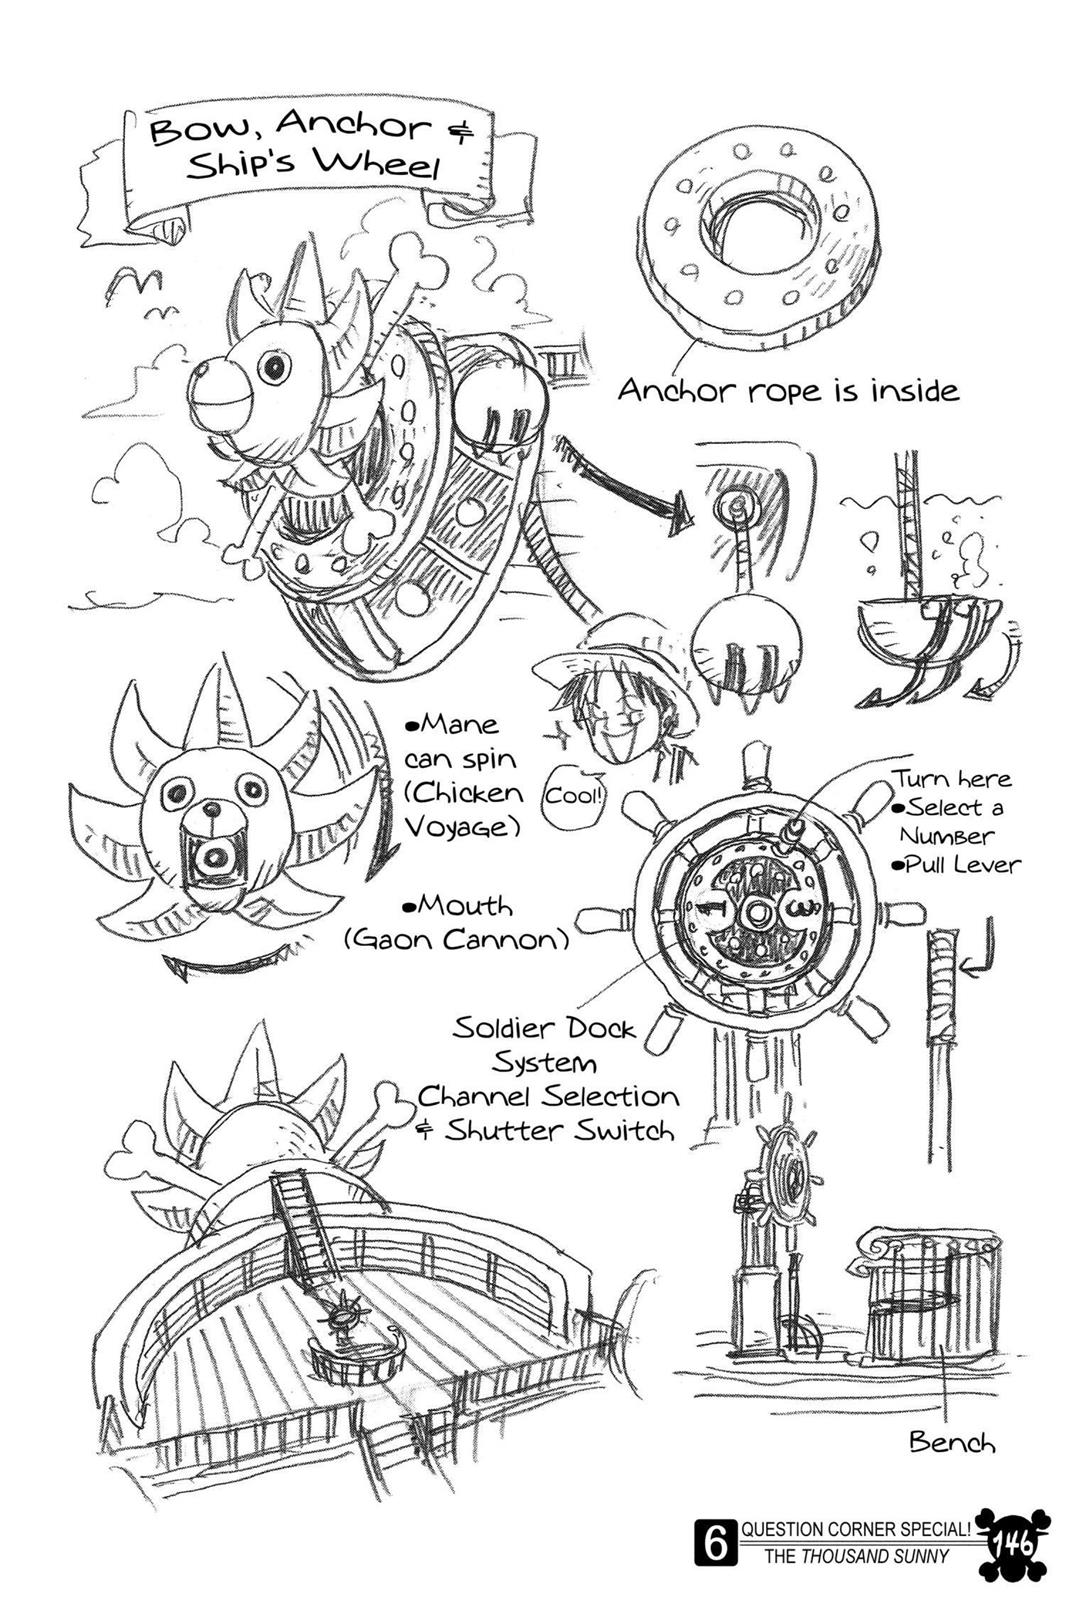 Bow, Anchor &
Ship's Wheel
Anchor rope is inside
•Mane
can spin
(Chicken
Voyage)
Cool!
Turn here
•Select a
Number
•Pull Lever
1
3
•Mouth
(Gaon Cannon)
Soldier Dock
System
Channel Selection
& Shutter Switch
Bench
6
QUESTION CORNER SPECIAL!
THE THOUSAND SUNNY
146